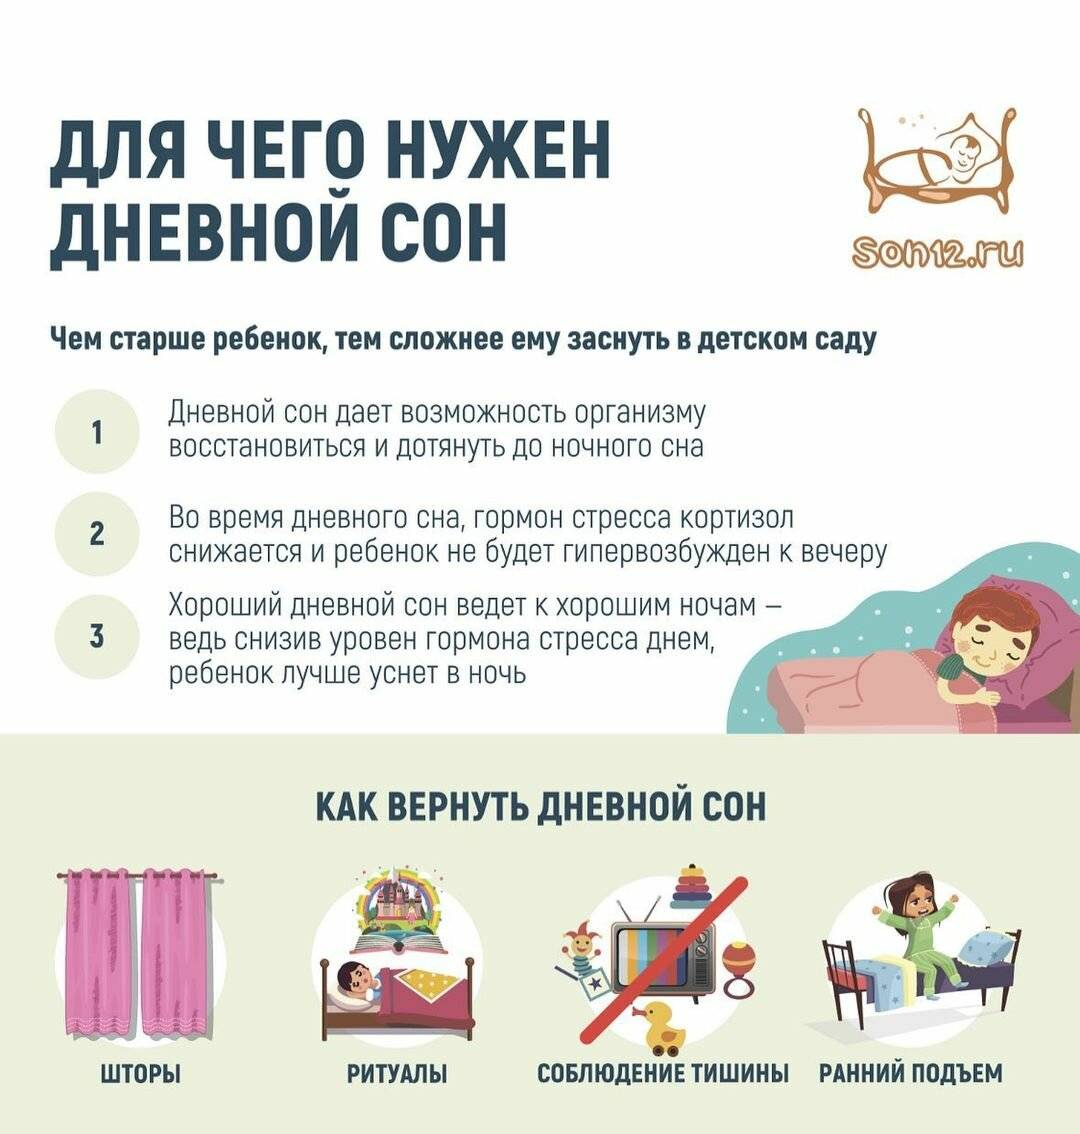 ДЛЯ ЧЕГО НУЖЕН
ДНЕВНОЙ СОН
Son12.ru
Чем старше ребенок, тем сложнее ему заснуть в детском саду
1
Дневной сон дает возможность организму
восстановиться и дотянуть до ночного сна
2
Во время дневного сна, гормон стресса кортизол
снижается и ребенок не будет гипервозбужден к вечеру
3
Хороший дневной сон ведет к хорошим ночам –
ведь снизив уровен гормона стресса днем,
ребенок лучше уснет в ночь
КАК ВЕРНУТЬ ДНЕВНОЙ СОН
ШТОРЫ
РИТУАЛЫ
СОБЛЮДЕНИЕ ТИШИНЫ
РАННИЙ ПОДЪЕМ